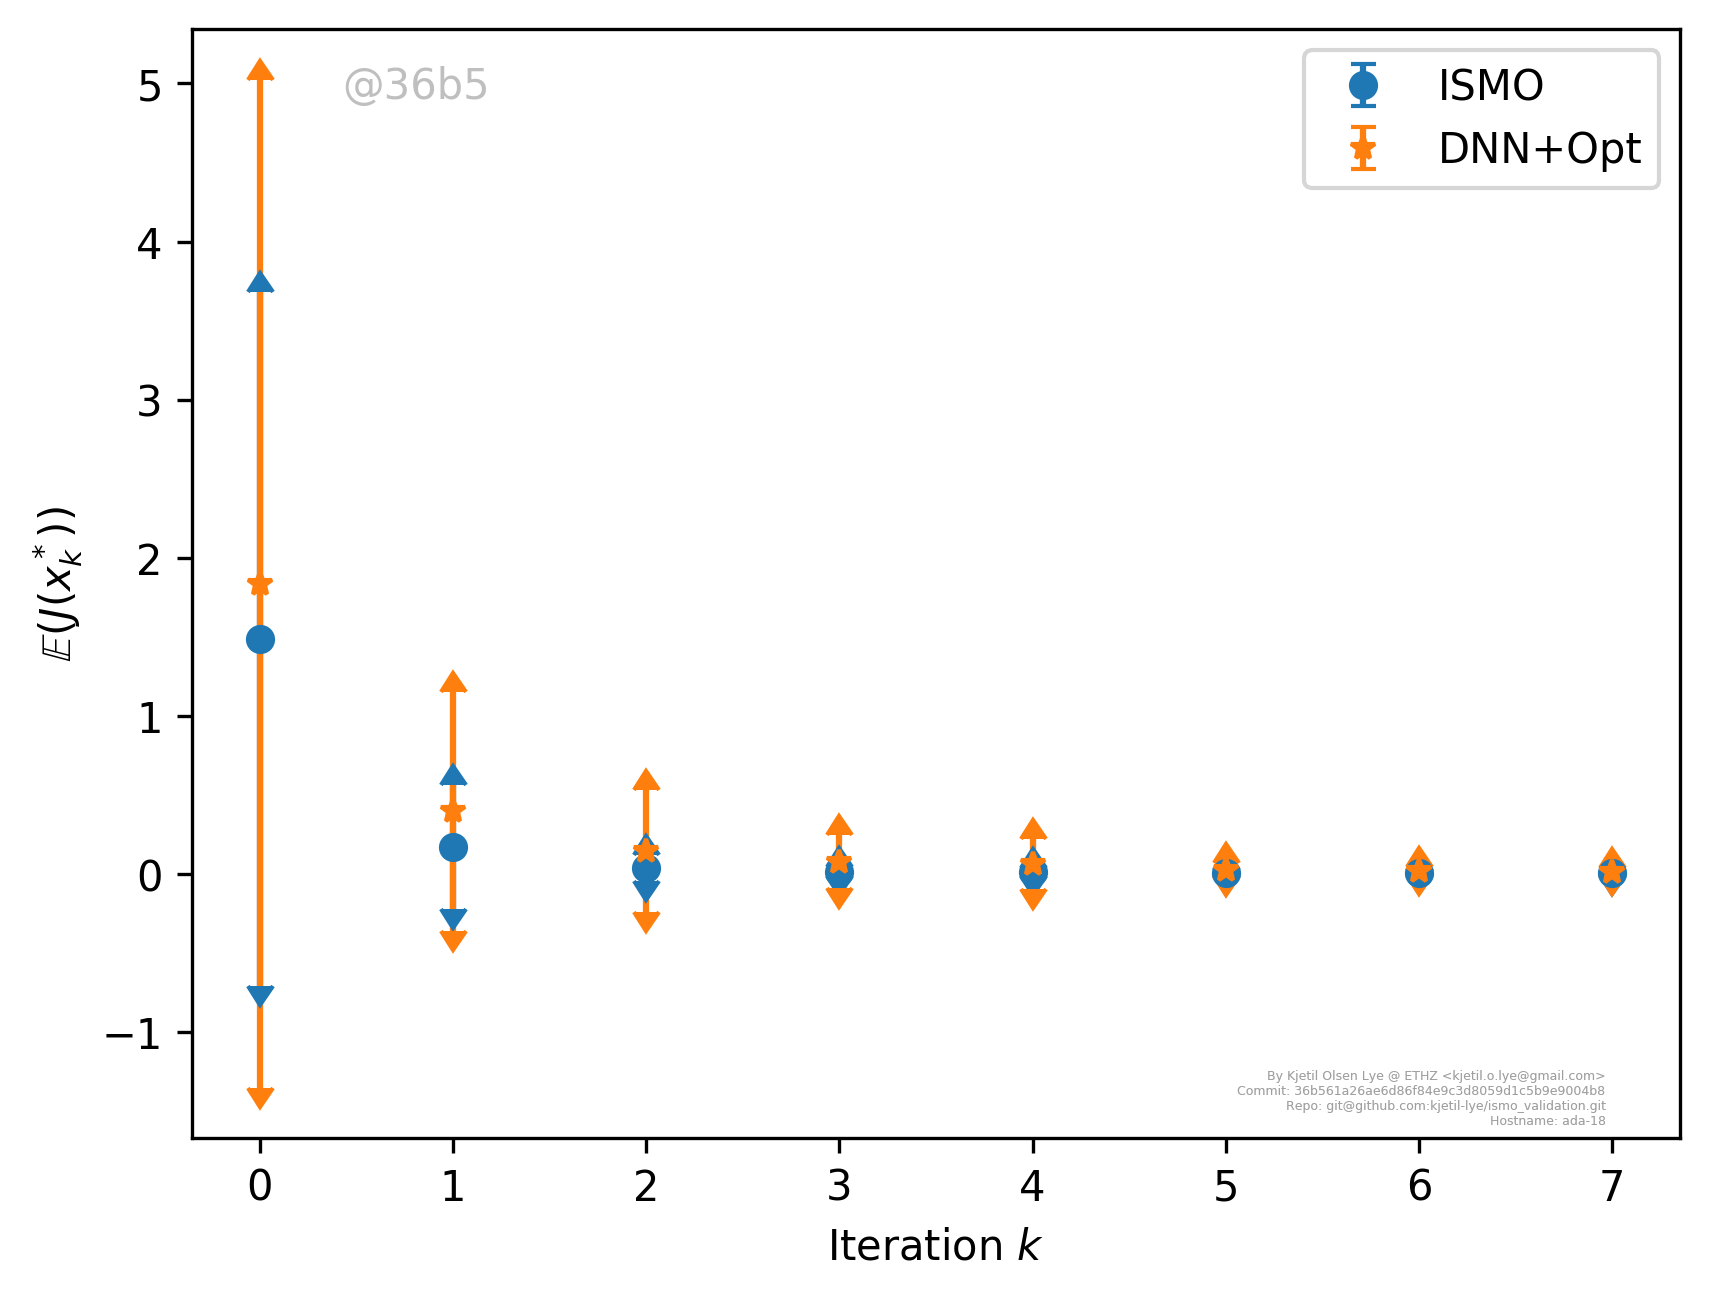 @36b5
ISMO
DNN+Opt
5
4
3
2
1
0
−1
𝔼(J(x*k))
0 1 2 3 4 5 6 7
Iteration k
By Kjetil Olsen Lye @ ETHZ <kjetil.o.lye@gmail.com>
Commit: 36b561a26ae6d86f84e9c3d8059d1c5b9e9004b8
Repo: git@github.com:kjetil-lye/ismo_validation.git
Hostname: ada-18